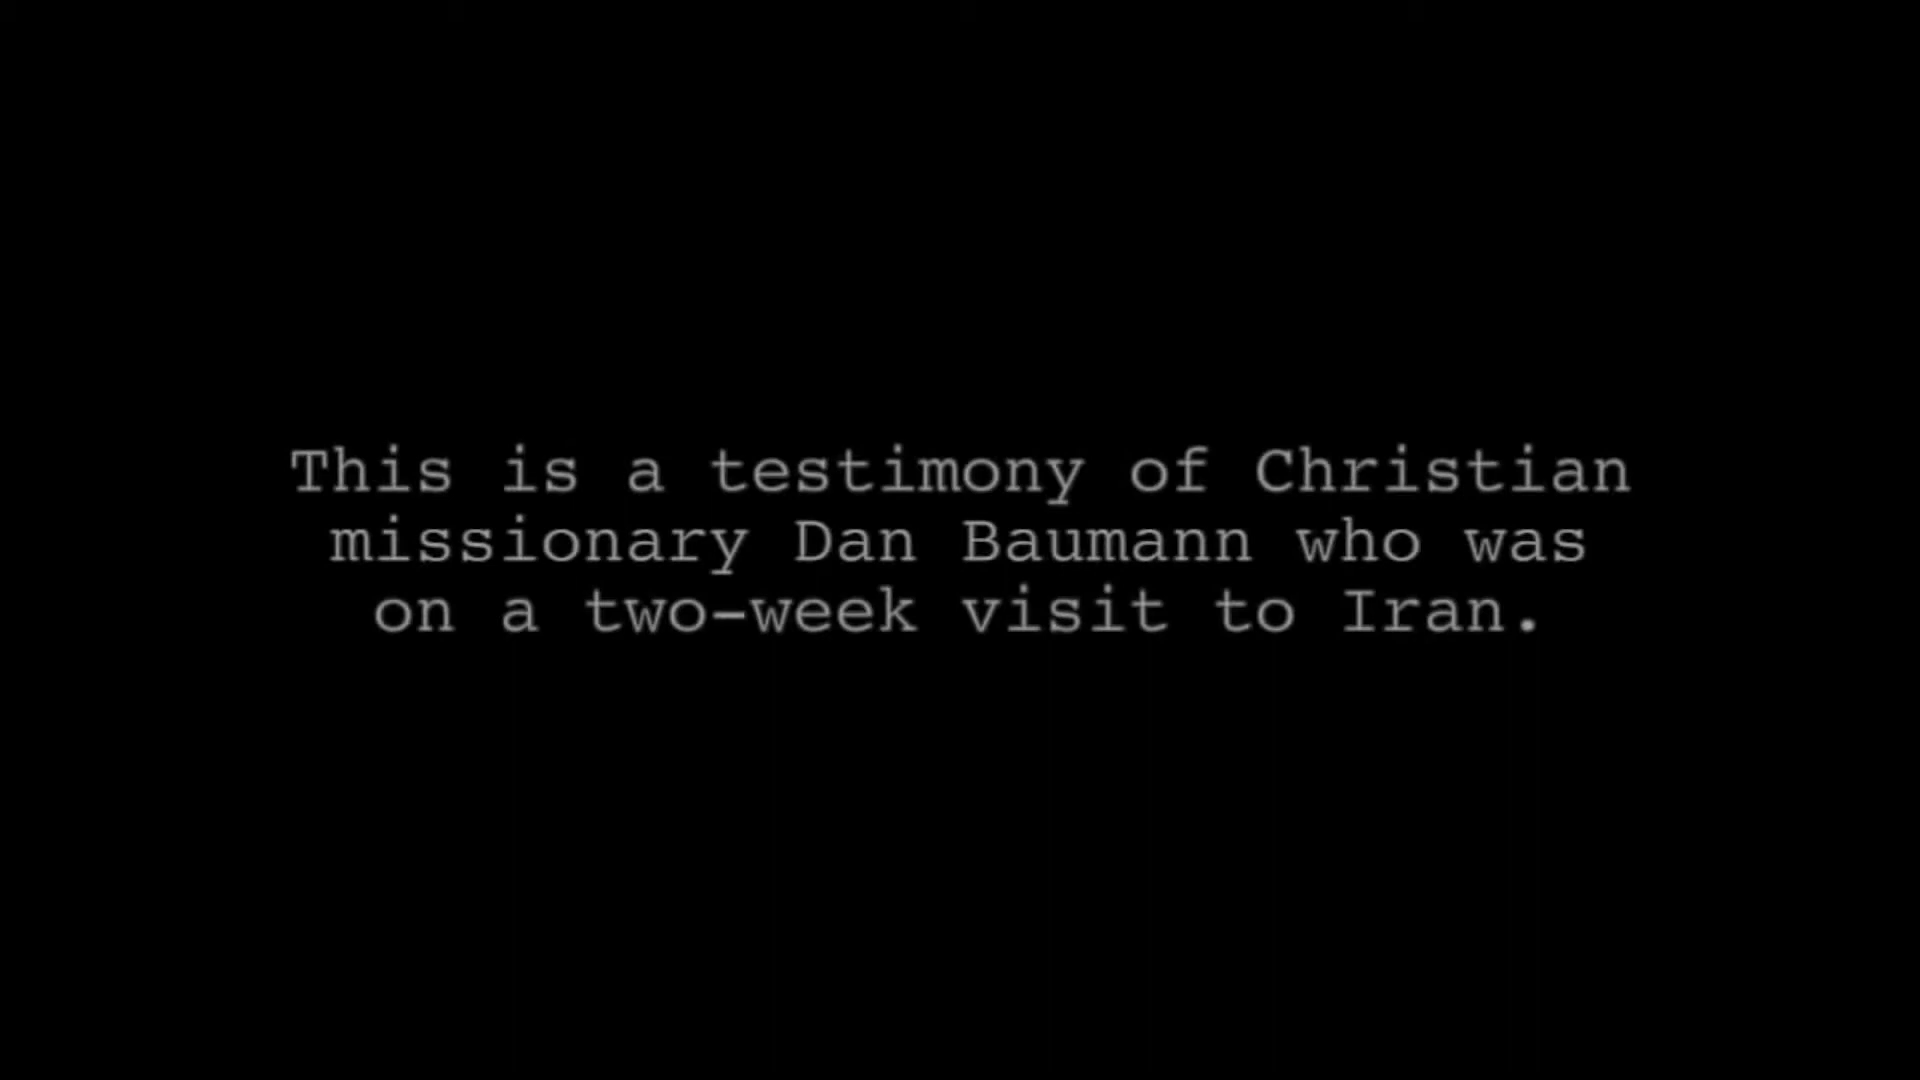 This is a testimony of Christian
missionary Dan Baumann who was
on a two-week visit to Iran.